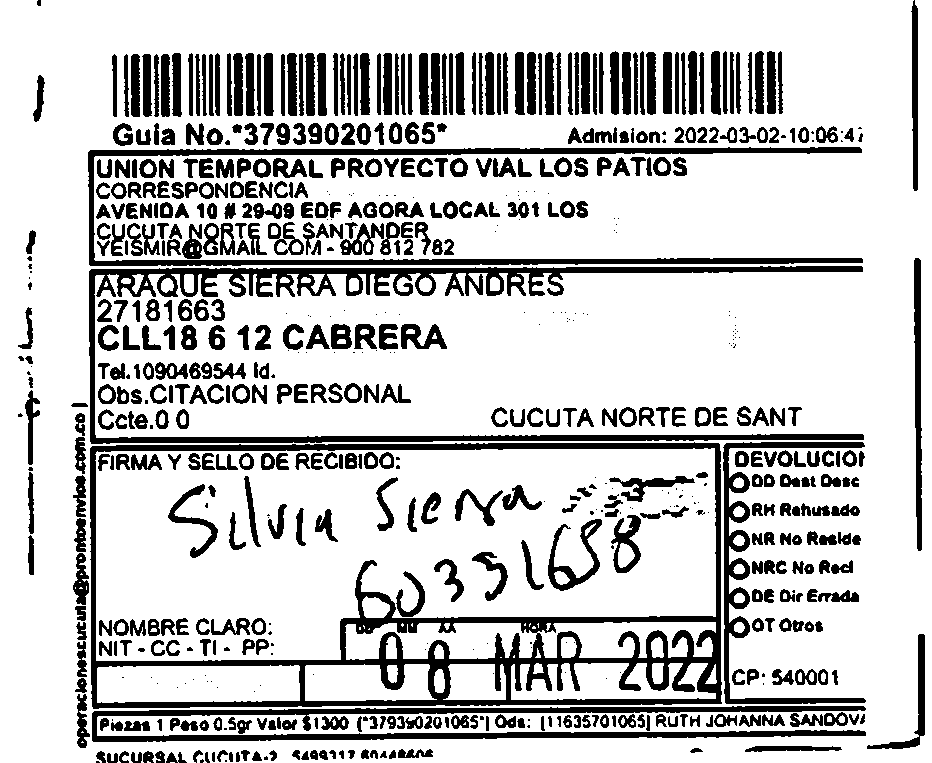 Guia No.*379390201065*
Admision: 2022-03-02-10:06:47
UNION TEMPORAL PROYECTO VIAL LOS PATIOS
CORRESPONDENCIA
AVENIDA 10 # 29-09 EDF AGORA LOCAL 301 LOS
CUCUTA NORTE DE SANTANDER
YEISMIR@GMAIL COM - 900 812 782
ARAQUE SIERRA DIEGO ANDRES
27181663
CLL18 6 12 CABRERA
Tel.1090469544 Id.
Obs.CITACION PERSONAL
Ccte.0 0
CUCUTA NORTE DE SANT
operacionescucuta@prontoenvios.com.co
FIRMA Y SELLO DE RECIBIDO:
Silvia Sierra
60331658
NOMBRE CLARO:
NIT - CC - TI - PP:
DD MM AA HORA
08 MAR 2022
DEVOLUCION
DD Dest Desc
RH Rehusado
NR No Reside
NRC No Recl
DE Dir Errada
OT Otros
CP: 540001
Piezas 1 Peso 0.5gr Valor $1300 (*379390201065*) Ods: [11635701065] RUTH JOHANNA SANDOVA
SUCURSAL CUCUTA-2